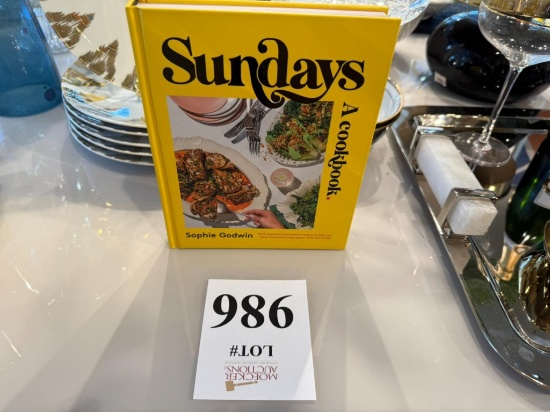 Sundays
A cookbook.
Sophie Godwin
MOECKER
AUCTIONS
LOT#
986